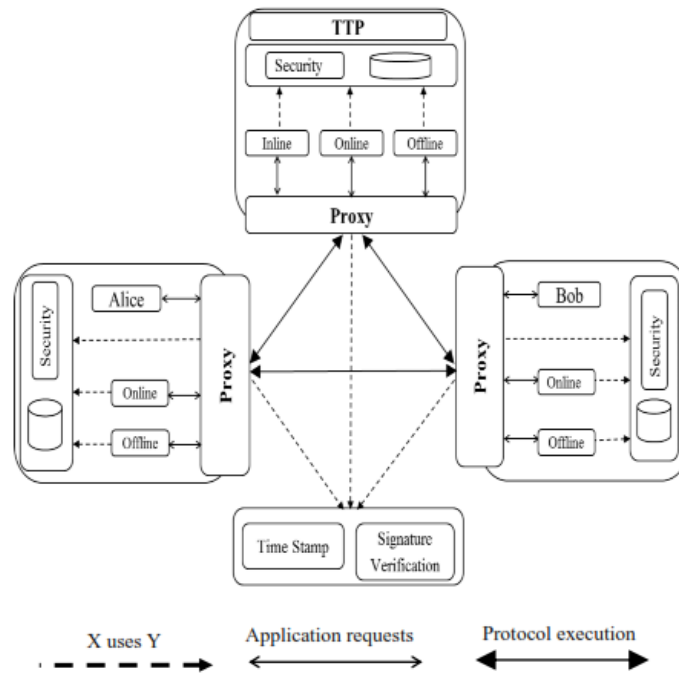 TTP
Security
Inline
Online
Offline
Proxy
Security
Alice
Online
Offline
Proxy
Proxy
Bob
Online
Offline
Security
Time Stamp
Signature
Verification
X uses Y
Application requests
Protocol execution